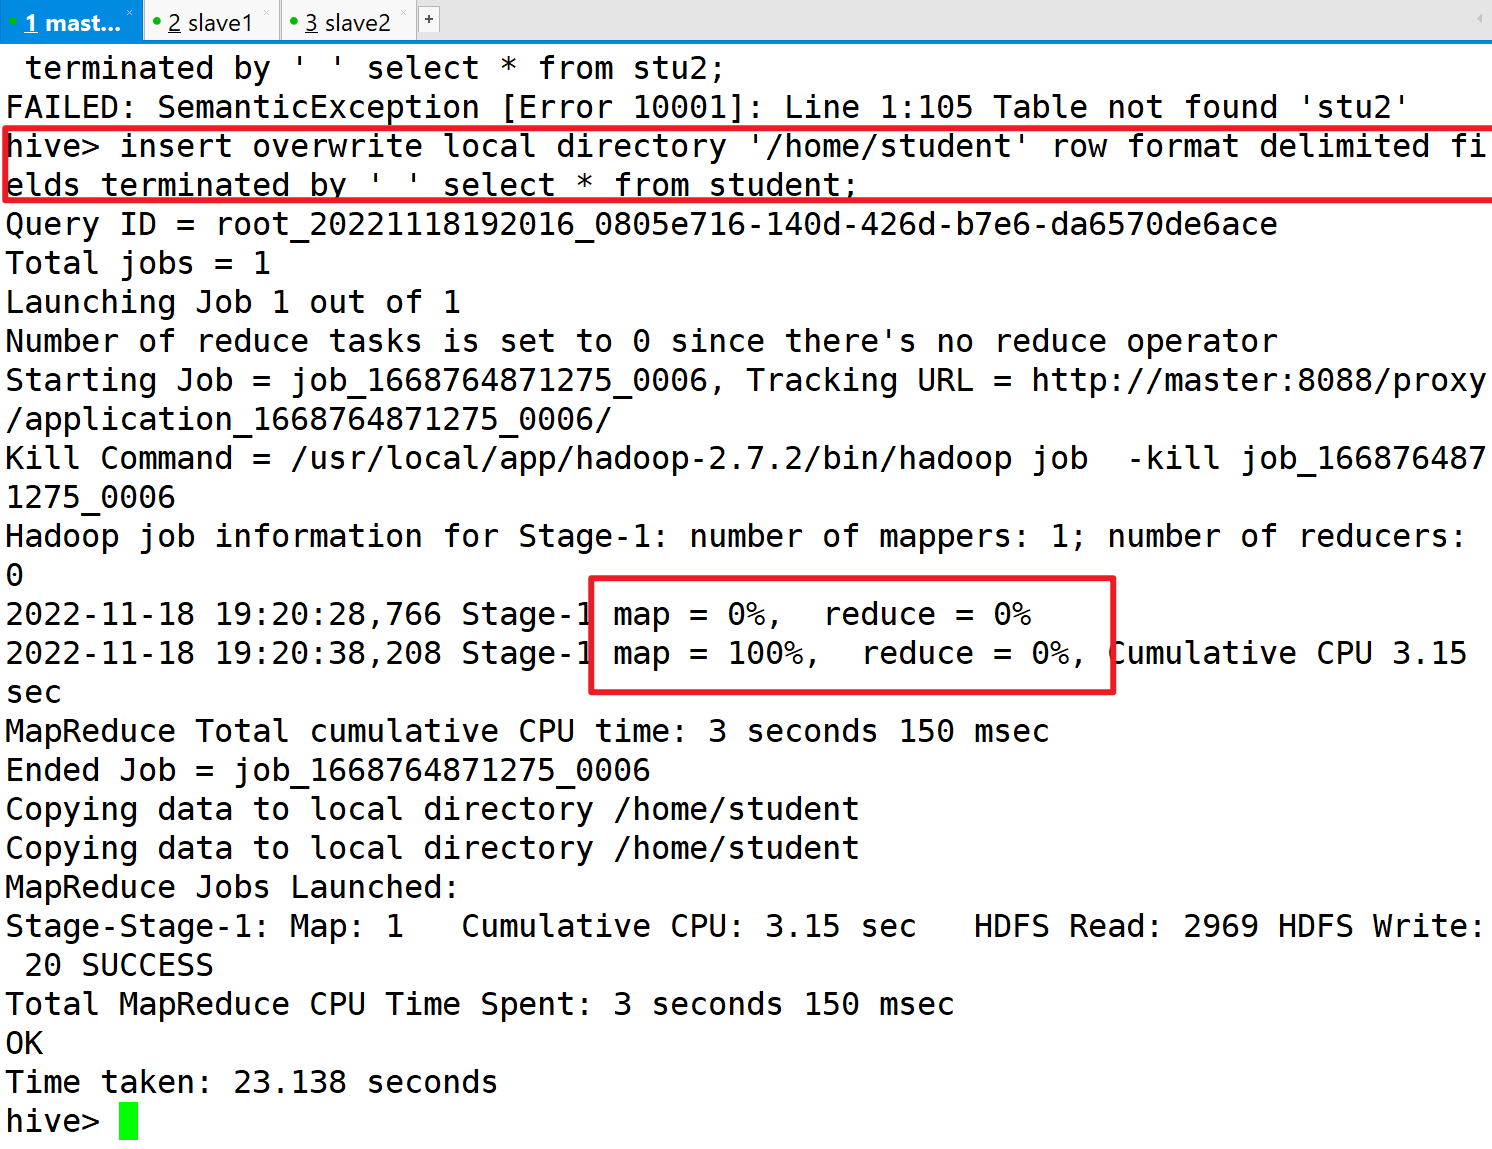 1 mast...
2 slave1
3 slave2
 terminated by ' ' select * from stu2;
FAILED: SemanticException [Error 10001]: Line 1:105 Table not found 'stu2'
hive> insert overwrite local directory '/home/student' row format delimited fi
elds terminated by ' ' select * from student;
Query ID = root_20221118192016_0805e716-140d-426d-b7e6-da6570de6ace
Total jobs = 1
Launching Job 1 out of 1
Number of reduce tasks is set to 0 since there's no reduce operator
Starting Job = job_1668764871275_0006, Tracking URL = http://master:8088/proxy
/application_1668764871275_0006/
Kill Command = /usr/local/app/hadoop-2.7.2/bin/hadoop job  -kill job_166876487
1275_0006
Hadoop job information for Stage-1: number of mappers: 1; number of reducers:
0
2022-11-18 19:20:28,766 Stage-1 map = 0%,  reduce = 0%
2022-11-18 19:20:38,208 Stage-1 map = 100%,  reduce = 0%, Cumulative CPU 3.15
sec
MapReduce Total cumulative CPU time: 3 seconds 150 msec
Ended Job = job_1668764871275_0006
Copying data to local directory /home/student
Copying data to local directory /home/student
MapReduce Jobs Launched:
Stage-Stage-1: Map: 1   Cumulative CPU: 3.15 sec   HDFS Read: 2969 HDFS Write:
 20 SUCCESS
Total MapReduce CPU Time Spent: 3 seconds 150 msec
OK
Time taken: 23.138 seconds
hive>